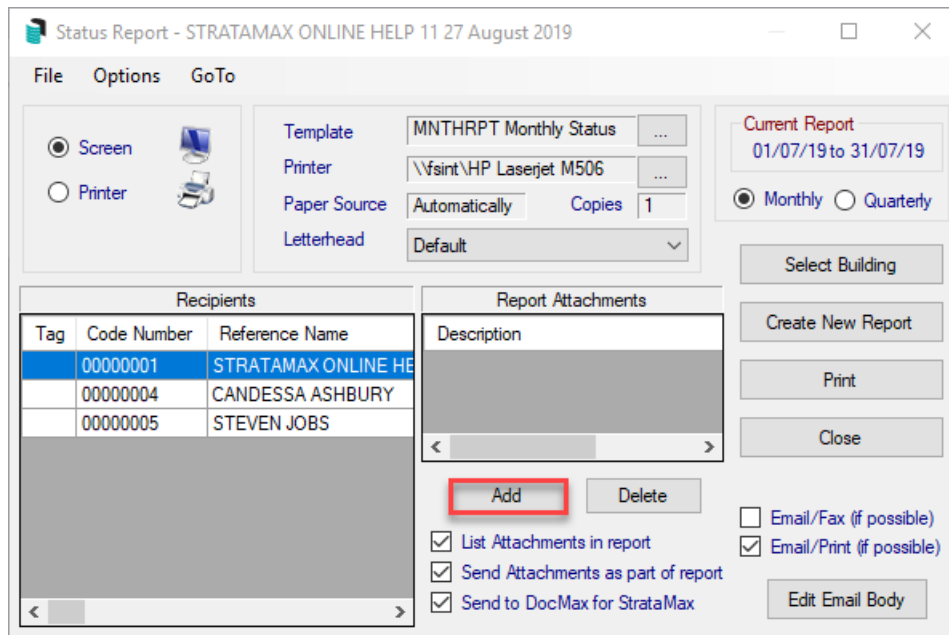 Status Report - STRATAMAX ONLINE HELP 11 27 August 2019
File Options GoTo
Screen
Printer
Template MNTHRPT Monthly Status ...
Printer \\fsint\HP Laserjet M506 ...
Paper Source Automatically Copies 1
Letterhead Default
Current Report
01/07/19 to 31/07/19
Monthly Quarterly
Select Building
Create New Report
Print
Close
Recipients
Tag Code Number Reference Name
00000001 STRATAMAX ONLINE HE
00000004 CANDESSA ASHBURY
00000005 STEVEN JOBS
Report Attachments
Description
Add Delete
List Attachments in report
Send Attachments as part of report
Send to DocMax for StrataMax
Email/Fax (if possible)
Email/Print (if possible)
Edit Email Body